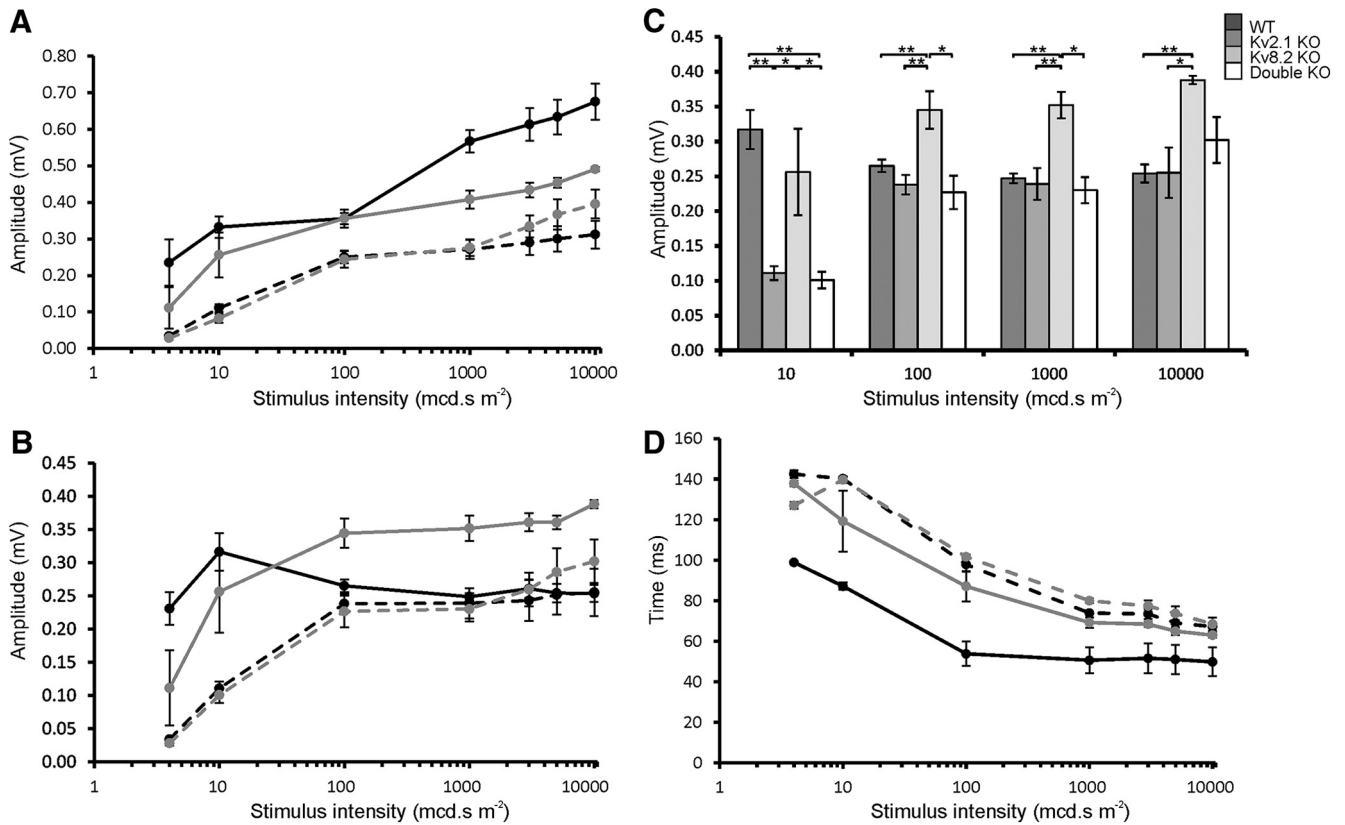 A
0.80
0.70
0.60
0.50
0.40
0.30
0.20
0.10
0.00
Amplitude (mV)
1 10 100 1000 10000
Stimulus intensity (mcd.s m-2)
C
0.45
0.40
0.35
0.30
0.25
0.20
0.15
0.10
0.05
0.00
Amplitude (mV)
** ** * *
** * **
** * **
** *
10 100 1000 10000
Stimulus intensity (mcd.s m-2)
WT
Kv2.1 KO
Kv8.2 KO
Double KO
B
0.45
0.40
0.35
0.30
0.25
0.20
0.15
0.10
0.05
0.00
Amplitude (mV)
1 10 100 1000 10000
Stimulus intensity (mcd.s m-2)
D
160
140
120
100
80
60
40
20
0
Time (ms)
1 10 100 1000 10000
Stimulus intensity (mcd.s m-2)